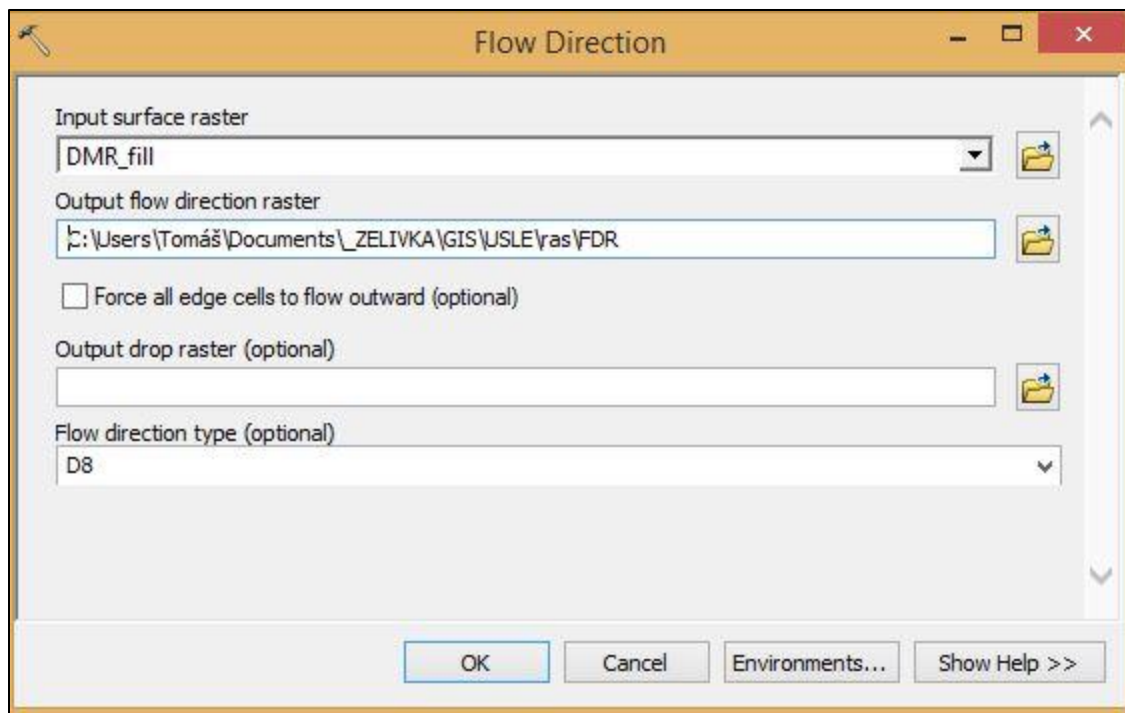 Flow Direction
Input surface raster
DMR_fill
Output flow direction raster
C:\Users\Tomáš\Documents\_ZELIVKA\GIS\USLE\ras\FDR
Force all edge cells to flow outward (optional)
Output drop raster (optional)
Flow direction type (optional)
D8
OK Cancel Environments... Show Help >>